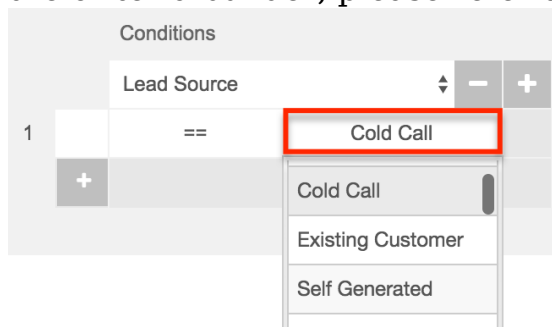 Conditions
Lead Source
1 == Cold Call
Cold Call
Existing Customer
Self Generated